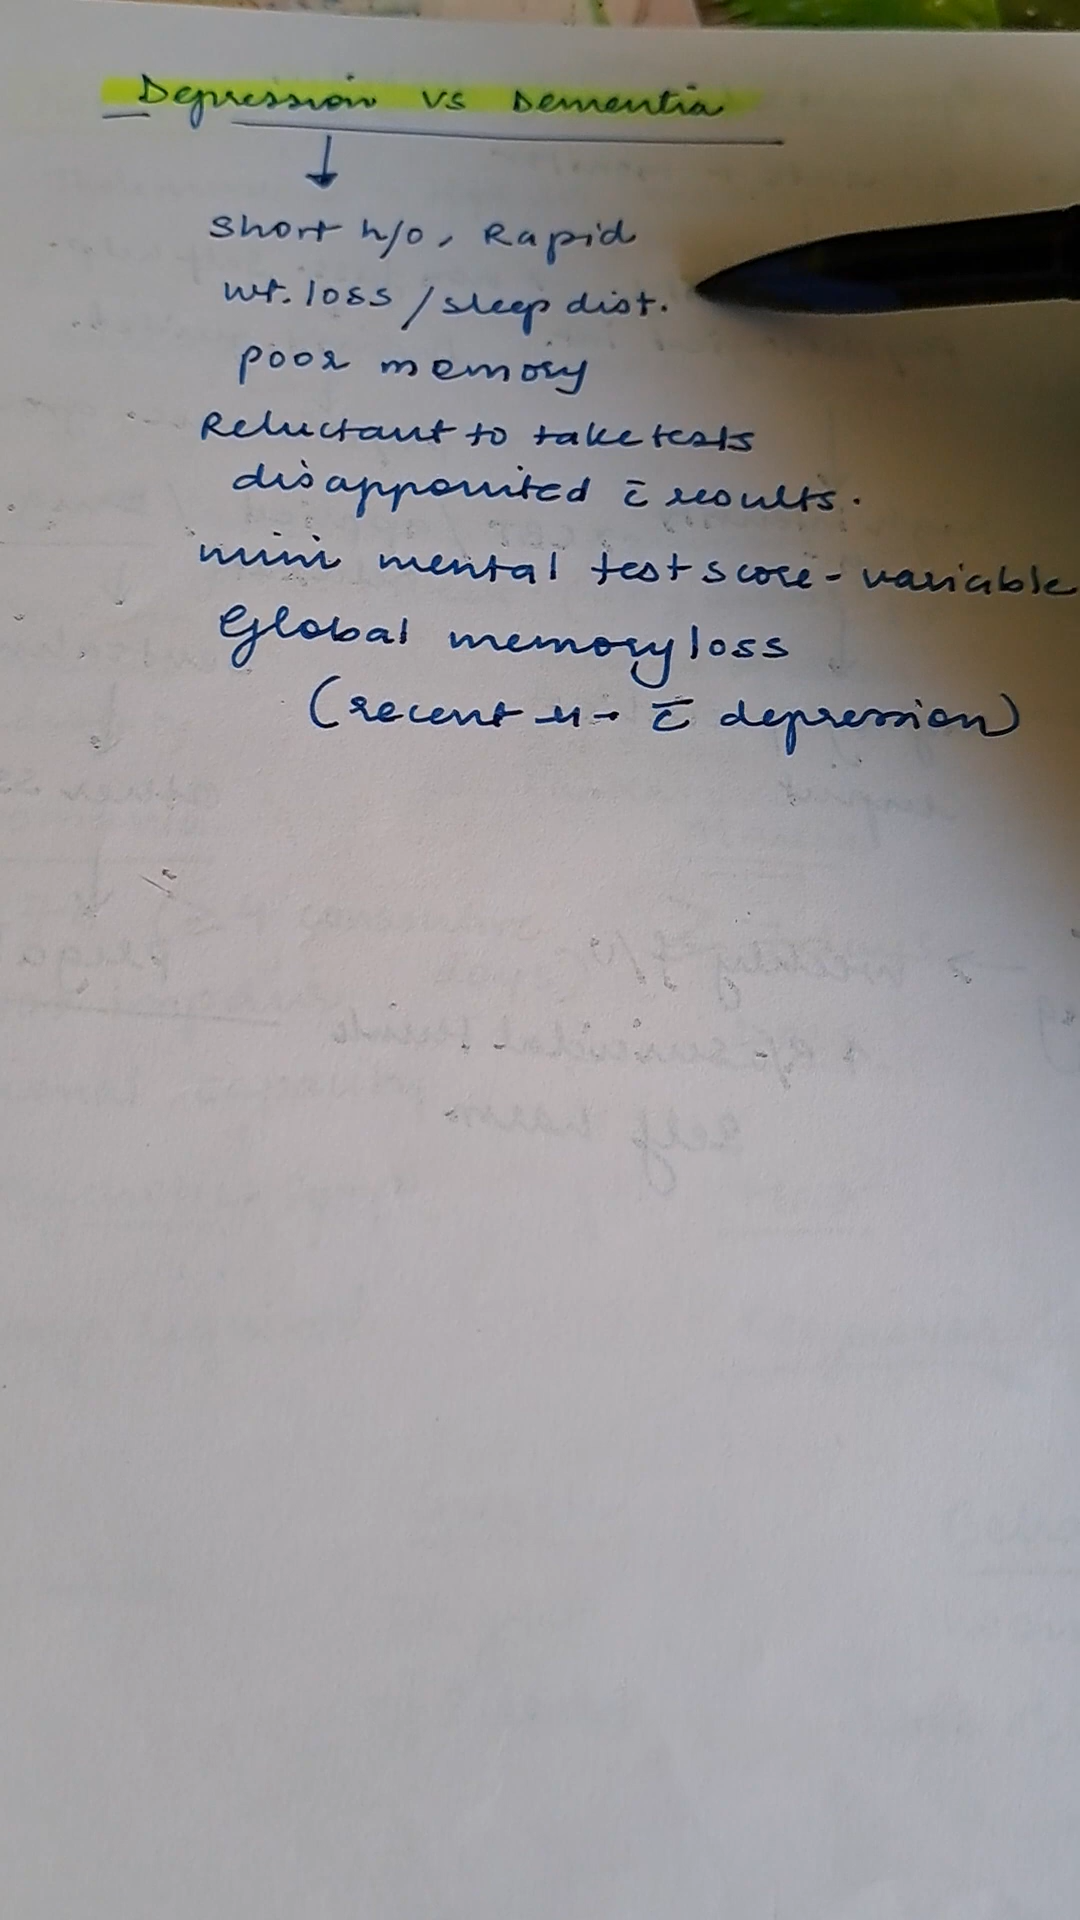 Depression vs Dementia
↓
short h/o, Rapid
wt. loss / sleep dist.
poor memory
Reluctant to take tests
disappointed c̄ results.
mini mental test score - variable
Global memory loss
(recent c̄ depression)